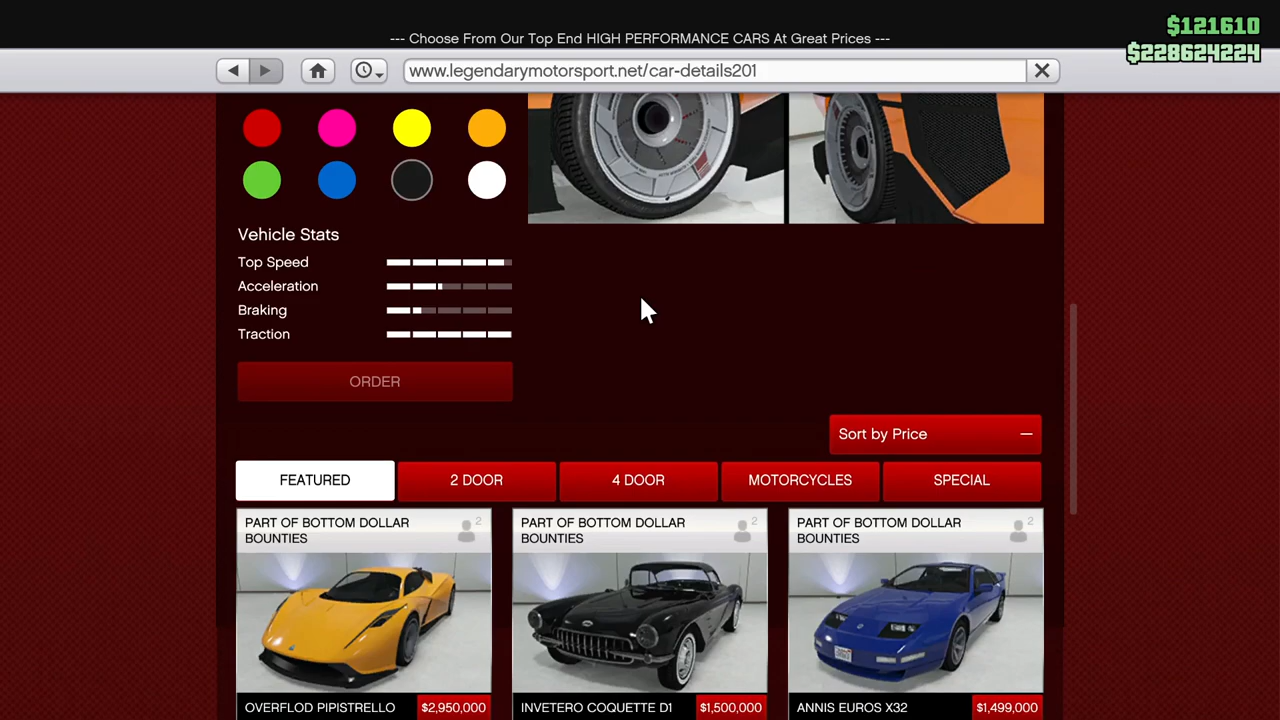 --- Choose From Our Top End HIGH PERFORMANCE CARS At Great Prices ---
$121610
$228624224
www.legendarymotorsport.net/car-details201
Vehicle Stats
Top Speed
Acceleration
Braking
Traction
ORDER
Sort by Price
FEATURED
2 DOOR
4 DOOR
MOTORCYCLES
SPECIAL
PART OF BOTTOM DOLLAR
BOUNTIES
2
PART OF BOTTOM DOLLAR
BOUNTIES
2
PART OF BOTTOM DOLLAR
BOUNTIES
2
OVERFLOD PIPISTRELLO
$2,950,000
INVETERO COQUETTE D1
$1,500,000
ANNIS EUROS X32
$1,499,000